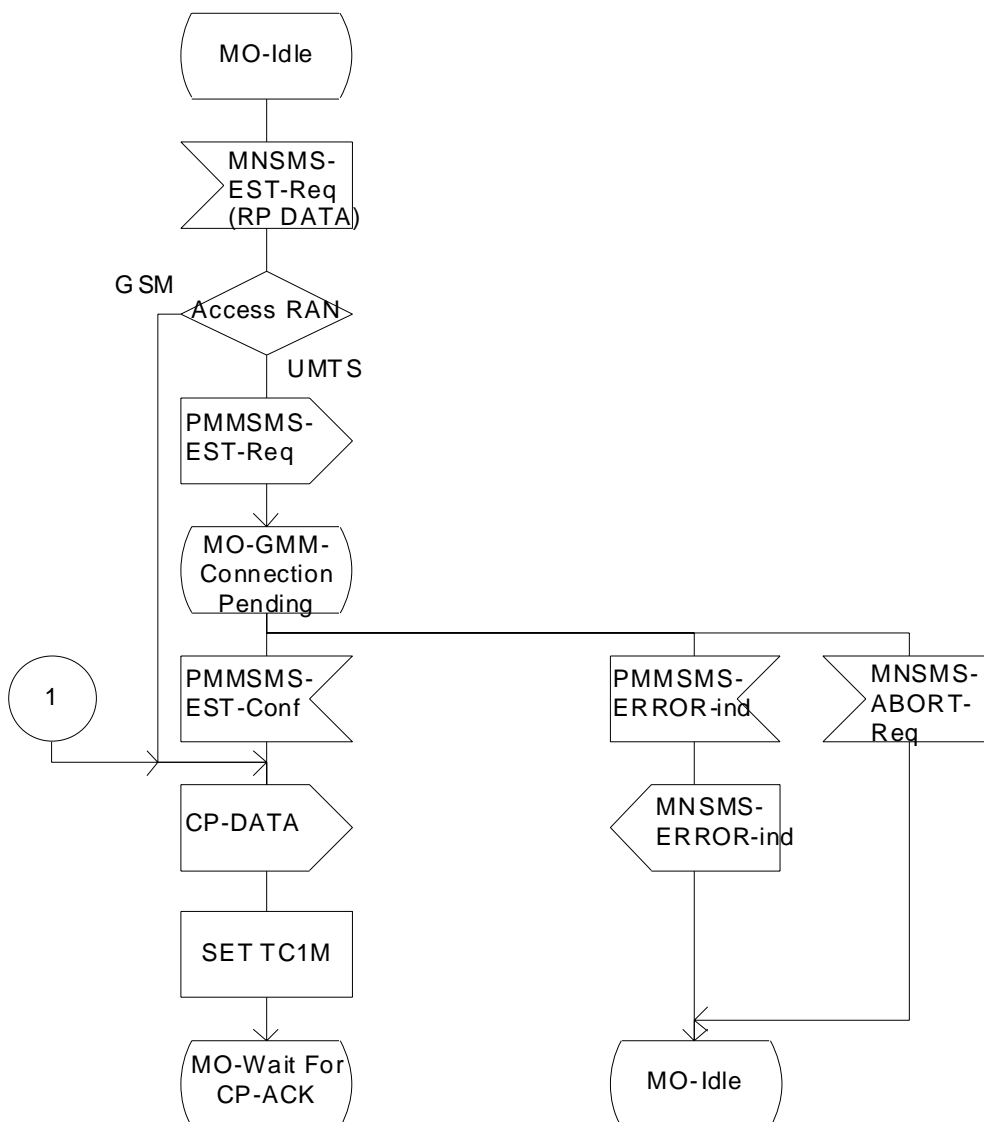 MO-Idle
MNSMS-
EST-Req
(RP DATA)
GSM
Access RAN
UMTS
PMMSMS-
EST-Req
MO-GMM-
Connection
Pending
1
PMMSMS-
EST-Conf
PMMSMS-
ERROR-ind
MNSMS-
ABORT-
Req
CP-DATA
MNSMS-
ERROR-ind
SET TC1M
MO-Wait For
CP-ACK
MO-Idle